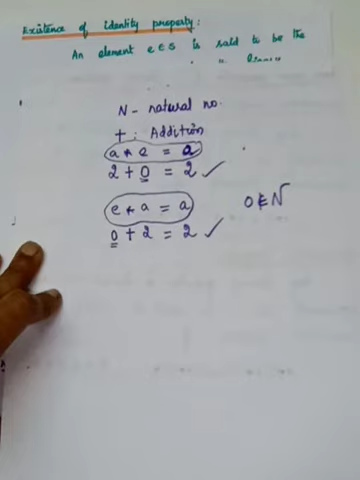 Existence of Identity property:
An element e ∈ s is said to be the
N - natural no.
+ : Addition
a * e = a
2 + 0 = 2 ✓
e * a = a
0 ∉ N
0 + 2 = 2 ✓